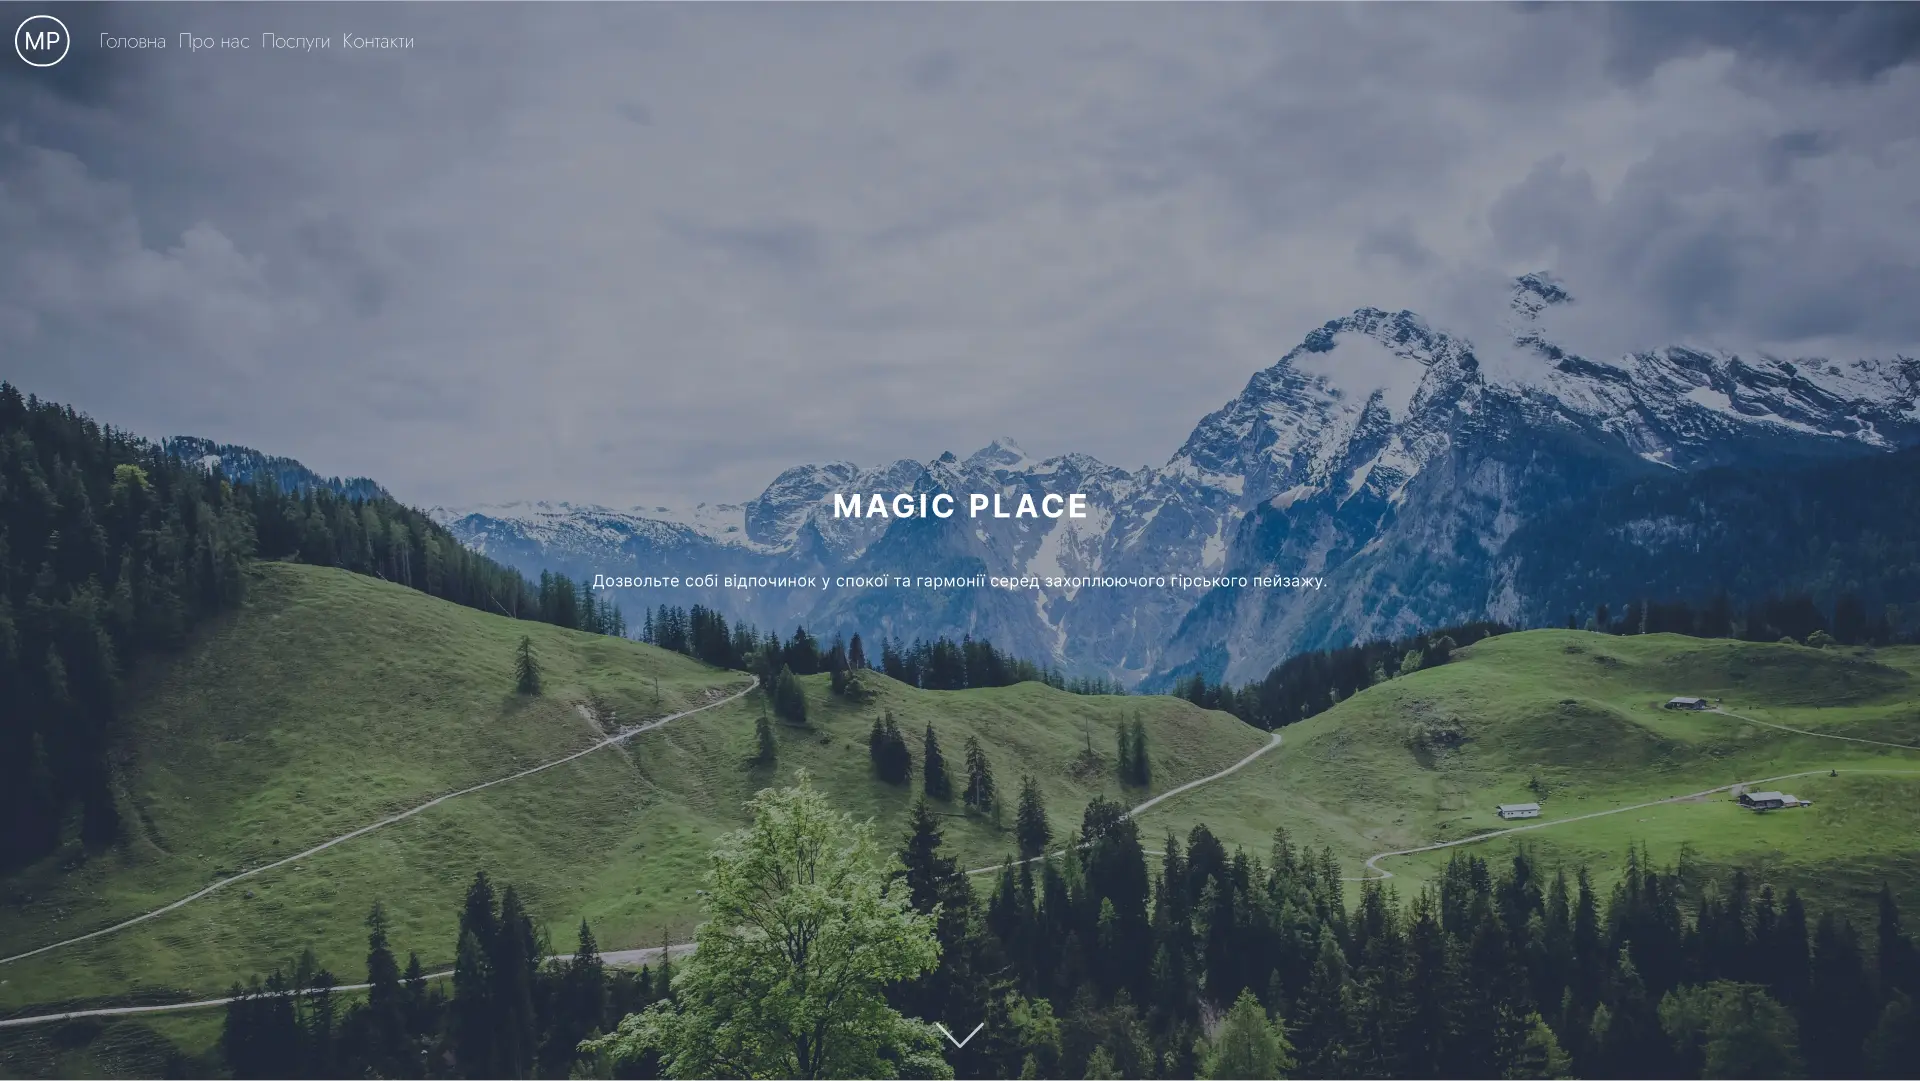 MP
Головна Про нас Послуги Контакти
MAGIC PLACE
Дозвольте собі відпочинок у спокої та гармонії серед захоплюючого гірського пейзажу.